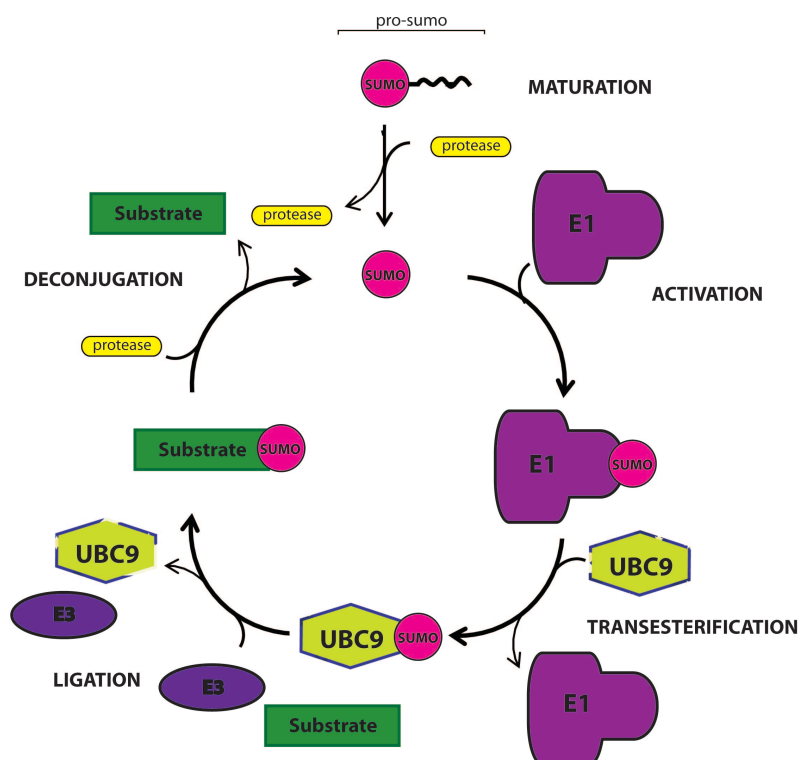 pro-sumo
SUMO
MATURATION
protease
Substrate
protease
E1
SUMO
DECONJUGATION
ACTIVATION
protease
Substrate
SUMO
E1
SUMO
UBC9
UBC9
E3
UBC9
SUMO
TRANSESTERIFICATION
LIGATION
E3
E1
Substrate